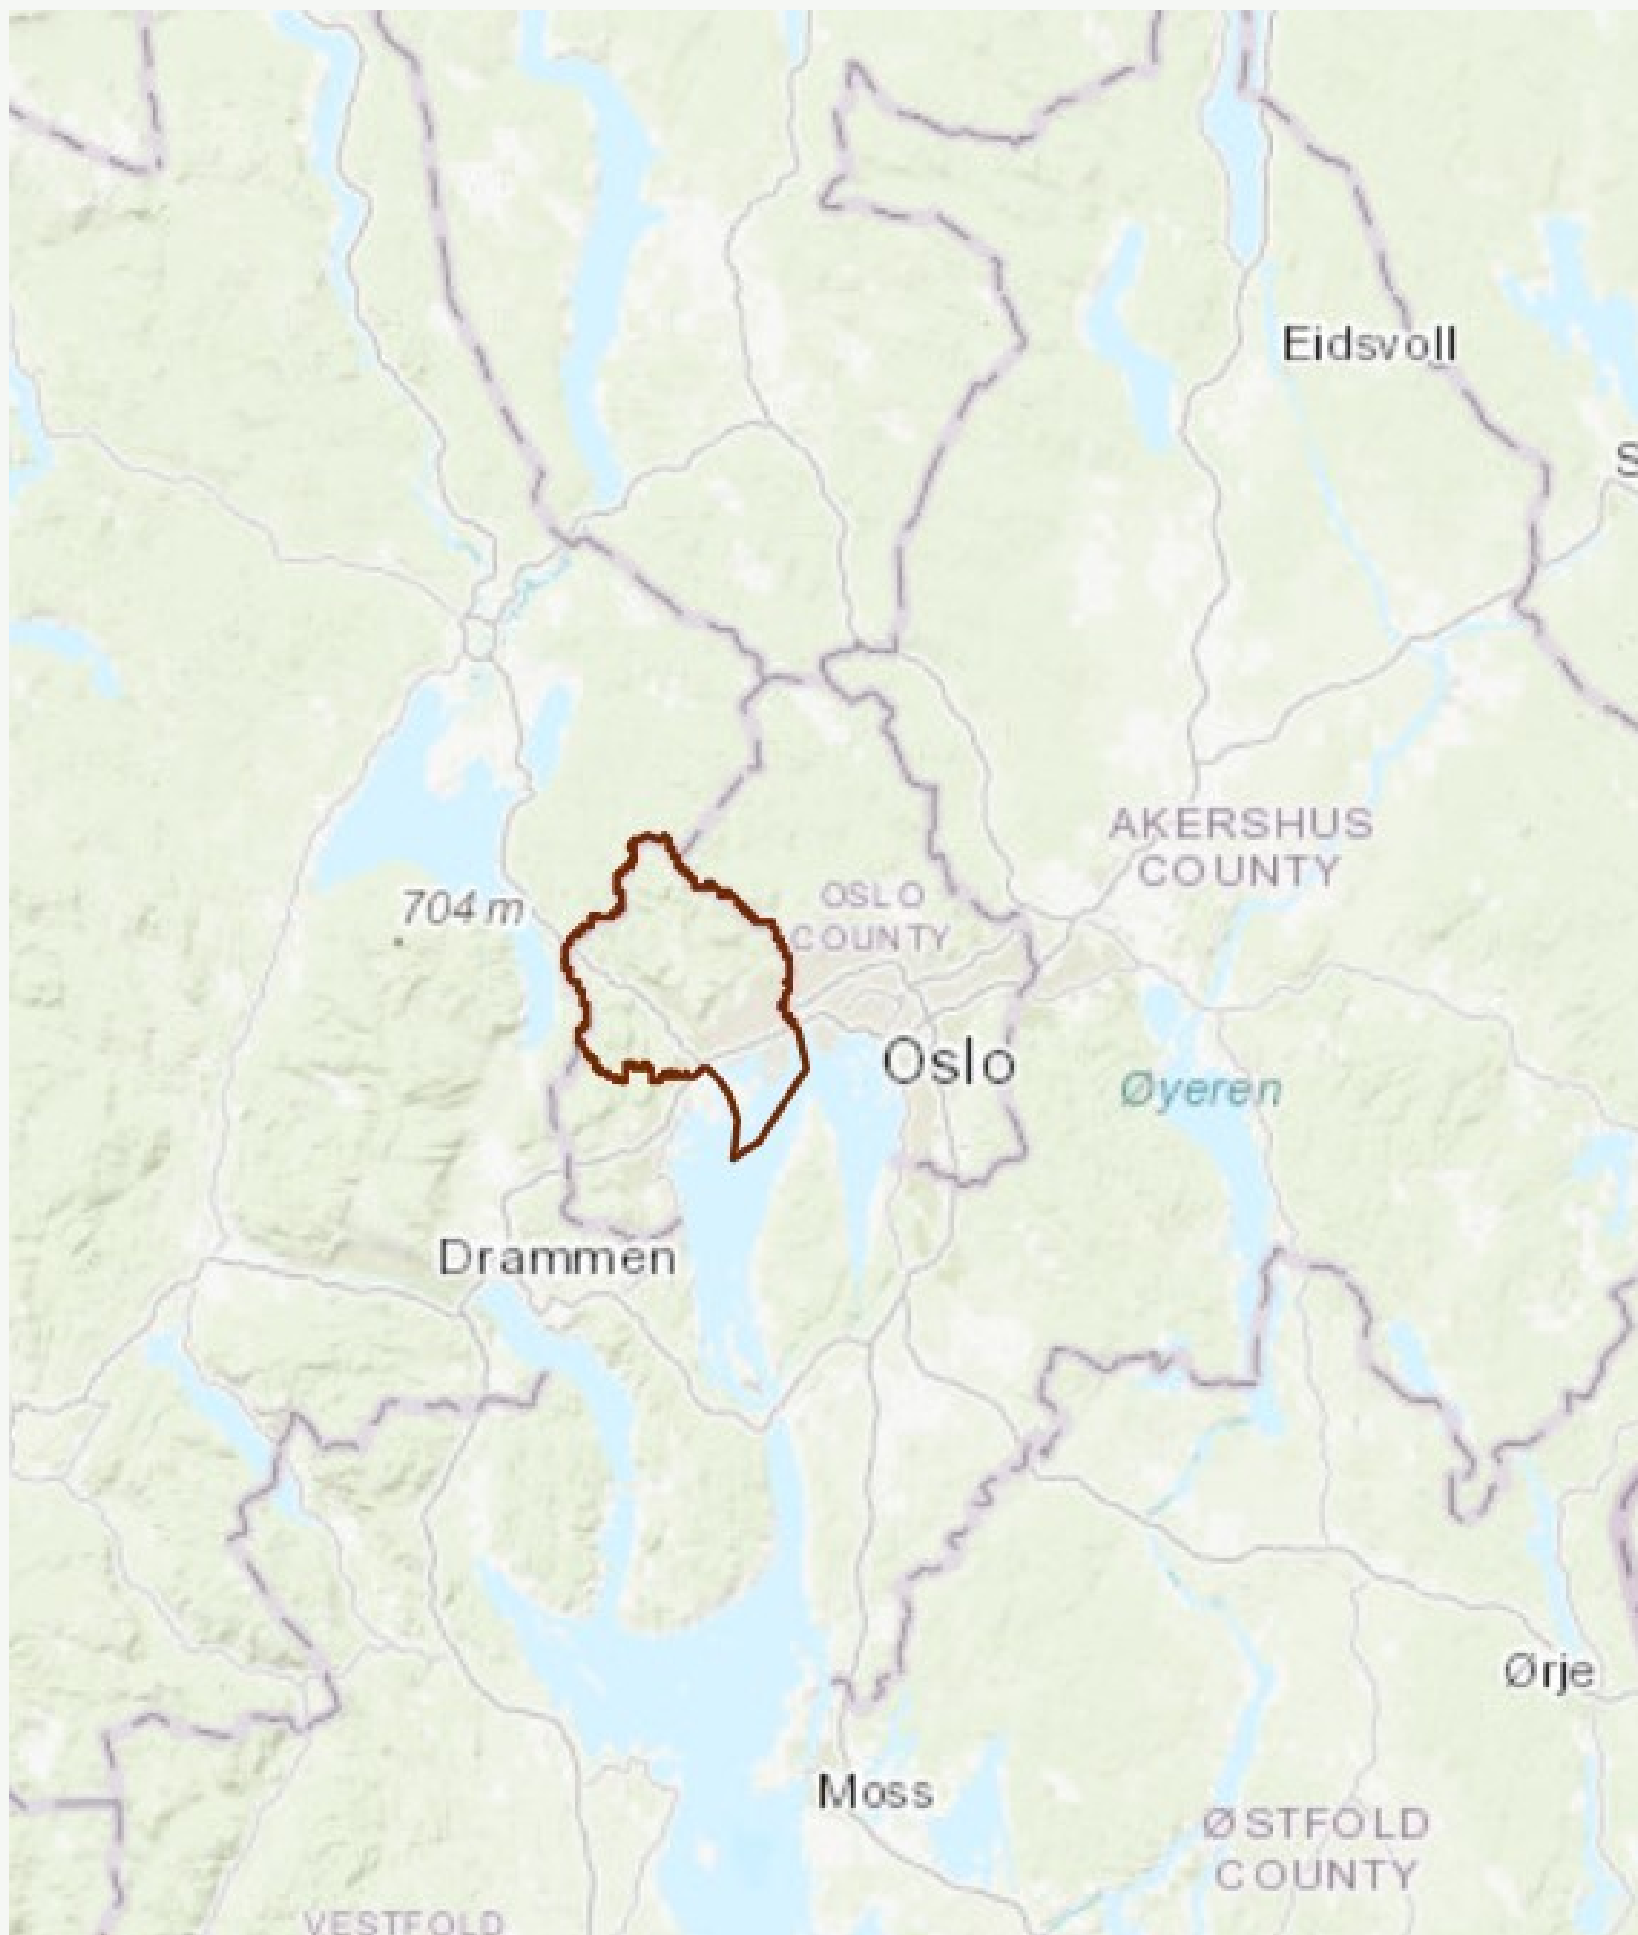 Eidsvoll
S
AKERSHUS
COUNTY
OSLO
COUNTY
704 m
Oslo
Øyeren
Drammen
Ørje
Moss
ØSTFOLD
COUNTY
VESTFOLD